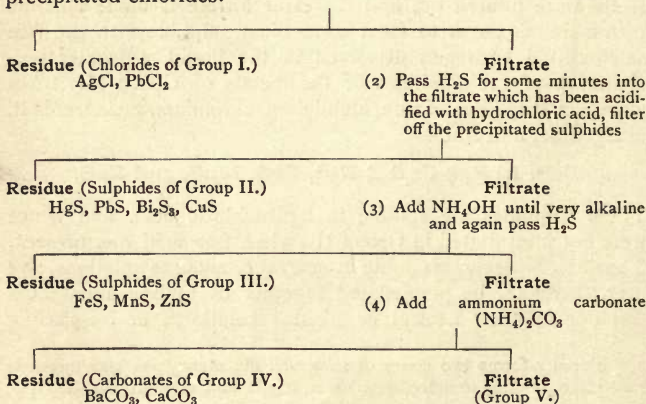 precipitated chlorides.
Residue (Chlorides of Group I.)
AgCl, PbCl₂
Filtrate
(2) Pass H₂S for some minutes into
the filtrate which has been acidi-
fied with hydrochloric acid, filter
off the precipitated sulphides
Residue (Sulphides of Group II.)
HgS, PbS, Bi₂S₃, CuS
Filtrate
(3) Add NH₄OH until very alkaline
and again pass H₂S
Residue (Sulphides of Group III.)
FeS, MnS, ZnS
Filtrate
(4) Add ammonium carbonate
(NH₄)₂CO₃
Residue (Carbonates of Group IV.)
BaCO₃, CaCO₃
Filtrate
(Group V.)